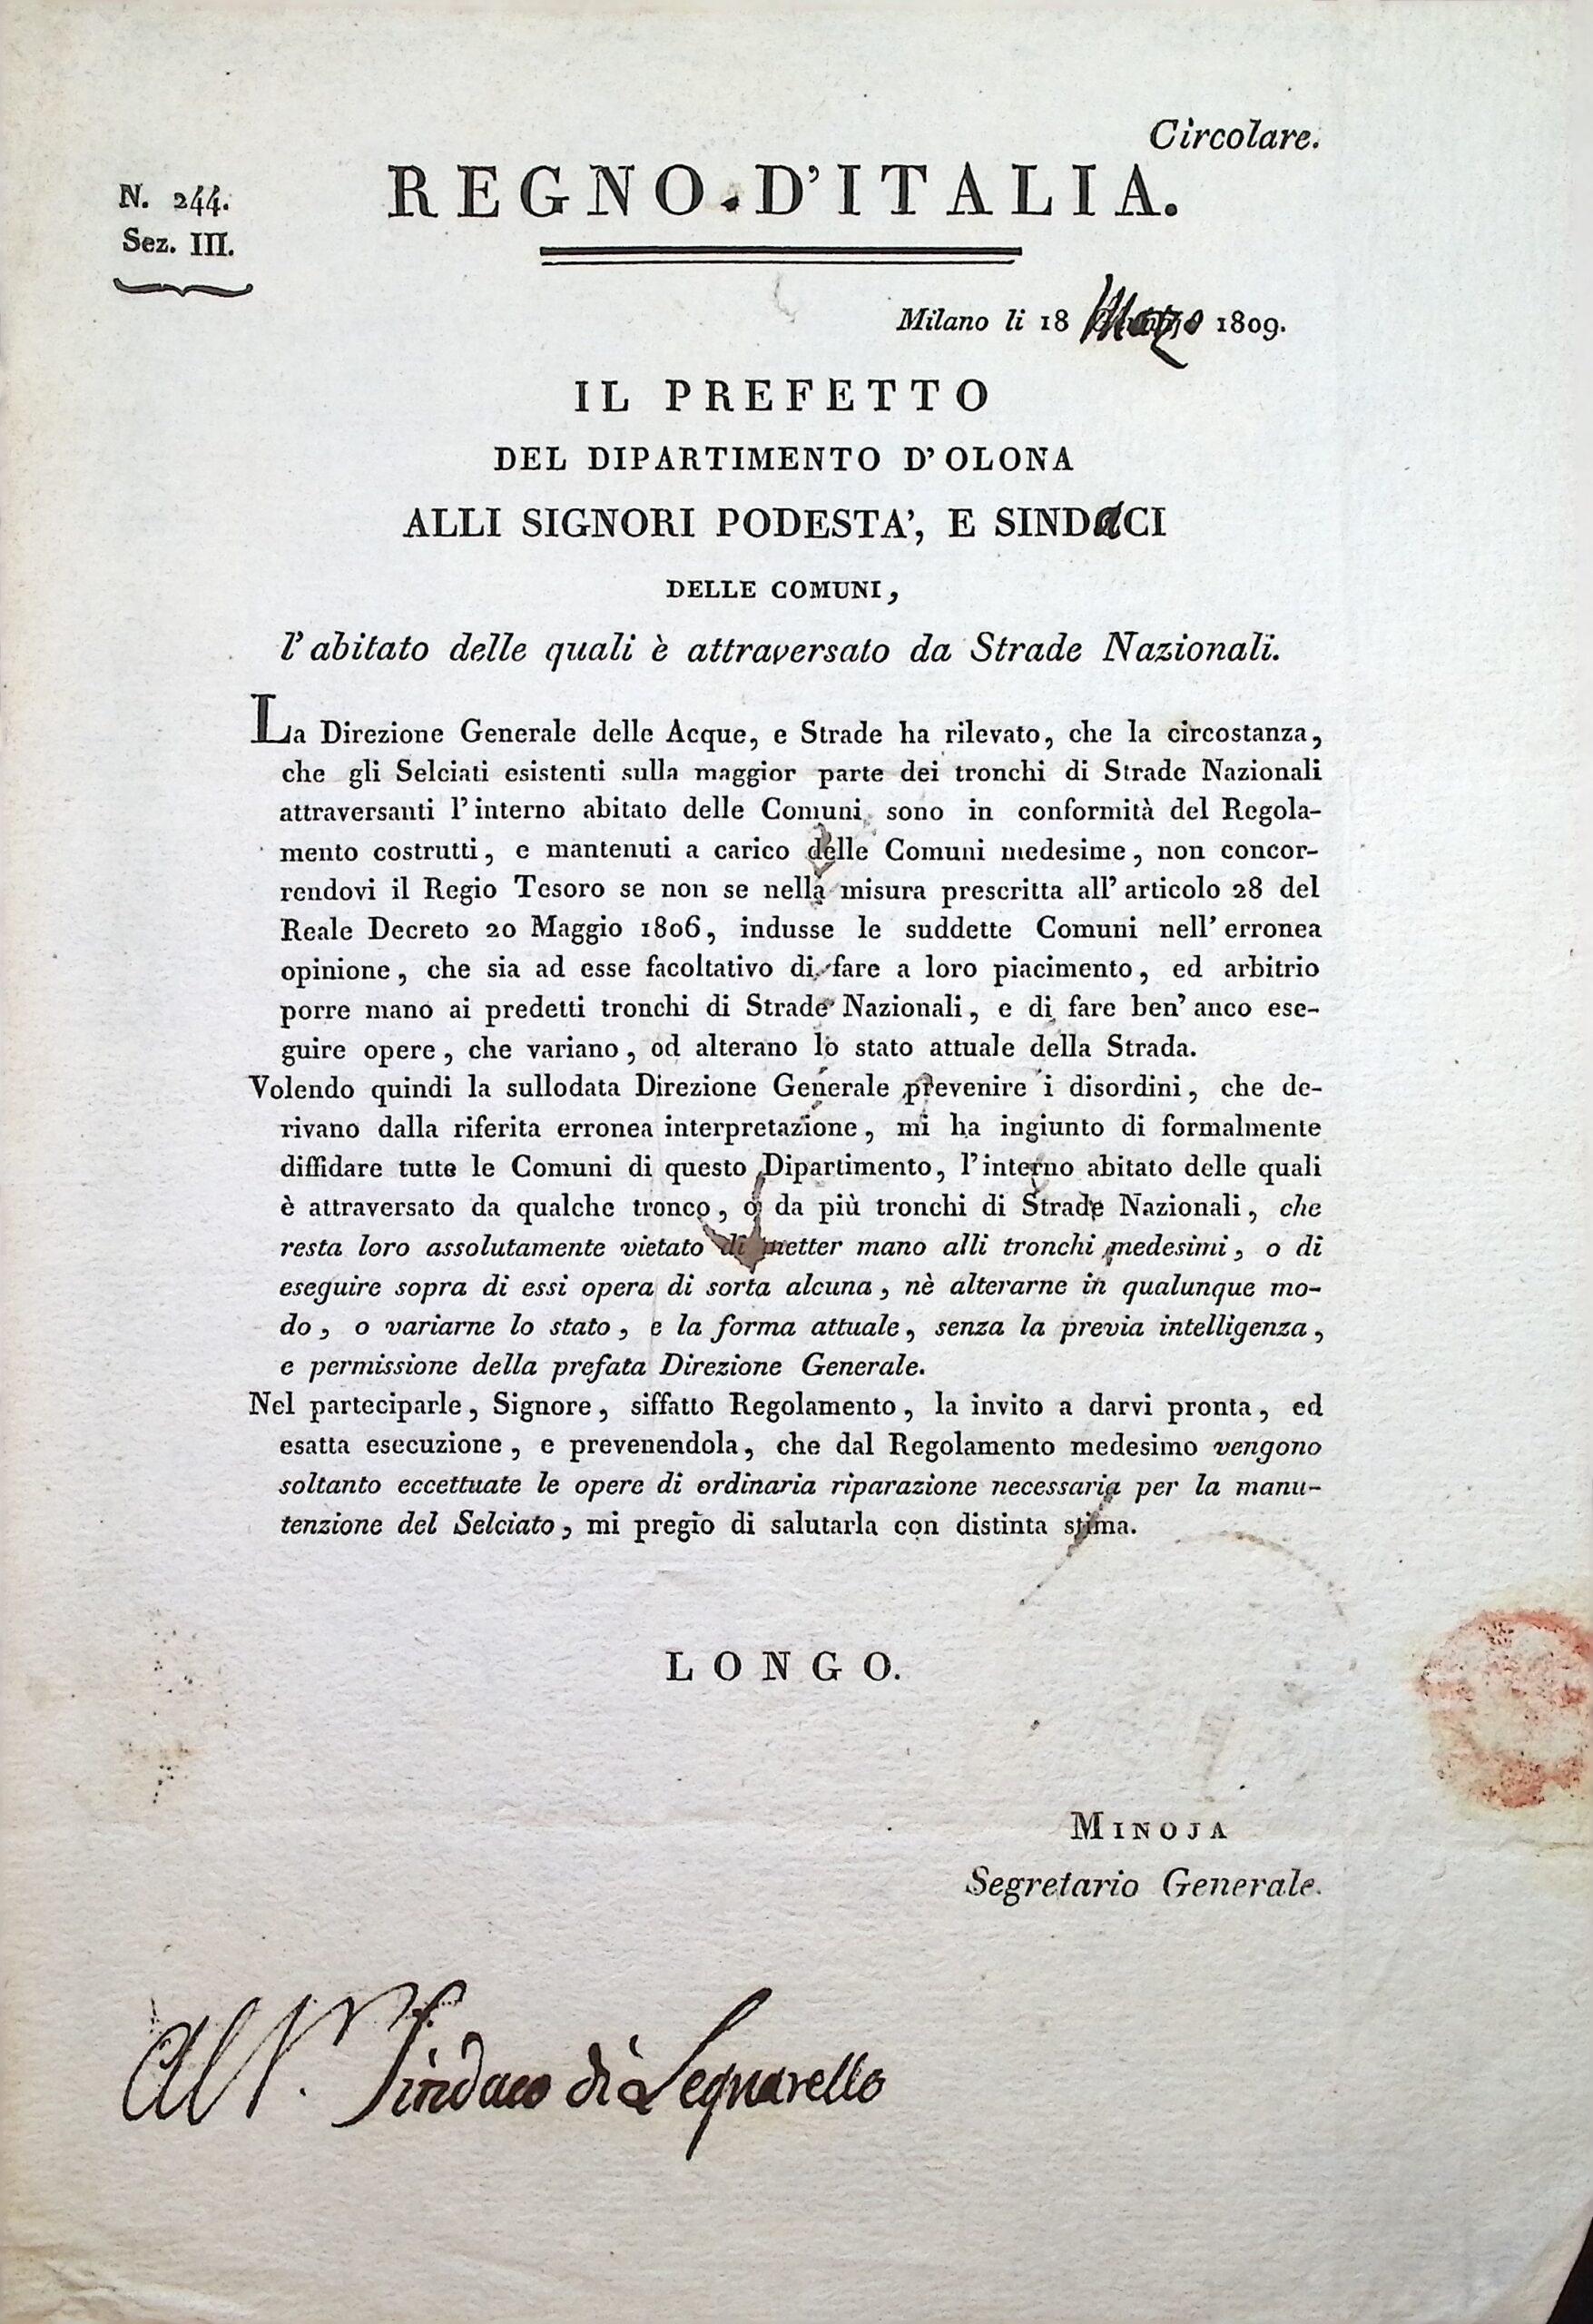 Circolare.
N. 244.
Sez. III.
REGNO D'ITALIA.
Milano li 18 Marzo 1809.
IL PREFETTO
DEL DIPARTIMENTO D'OLONA
ALLI SIGNORI PODESTA', E SINDaCI
DELLE COMUNI,
l'abitato delle quali è attraversato da Strade Nazionali.
La Direzione Generale delle Acque, e Strade ha rilevato, che la circostanza,
che gli Selciati esistenti sulla maggior parte dei tronchi di Strade Nazionali
attraversanti l'interno abitato delle Comuni sono in conformità del Regola-
mento costrutti, e mantenuti a carico delle Comuni medesime, non concor-
rendovi il Regio Tesoro se non se nella misura prescritta all'articolo 28 del
Reale Decreto 20 Maggio 1806, indusse le suddette Comuni nell'erronea
opinione, che sia ad esse facoltativo di fare a loro piacimento, ed arbitrio
porre mano ai predetti tronchi di Strade Nazionali, e di fare ben'anco ese-
guire opere, che variano, od alterano lo stato attuale della Strada.
Volendo quindi la sullodata Direzione Generale prevenire i disordini, che de-
rivano dalla riferita erronea interpretazione, mi ha ingiunto di formalmente
diffidare tutte le Comuni di questo Dipartimento, l'interno abitato delle quali
è attraversato da qualche tronco, o da più tronchi di Strade Nazionali, che
resta loro assolutamente vietato di metter mano alli tronchi medesimi, o di
eseguire sopra di essi opera di sorta alcuna, nè alterarne in qualunque mo-
do, o variarne lo stato, e la forma attuale, senza la previa intelligenza,
e permissione della prefata Direzione Generale.
Nel parteciparle, Signore, siffatto Regolamento, la invito a darvi pronta, ed
esatta esecuzione, e prevenendola, che dal Regolamento medesimo vengono
soltanto eccettuate le opere di ordinaria riparazione necessaria per la manu-
tenzione del Selciato, mi pregio di salutarla con distinta stima.
LONGO.
MINOJA
Segretario Generale.
Al Sindaco di Legnarello